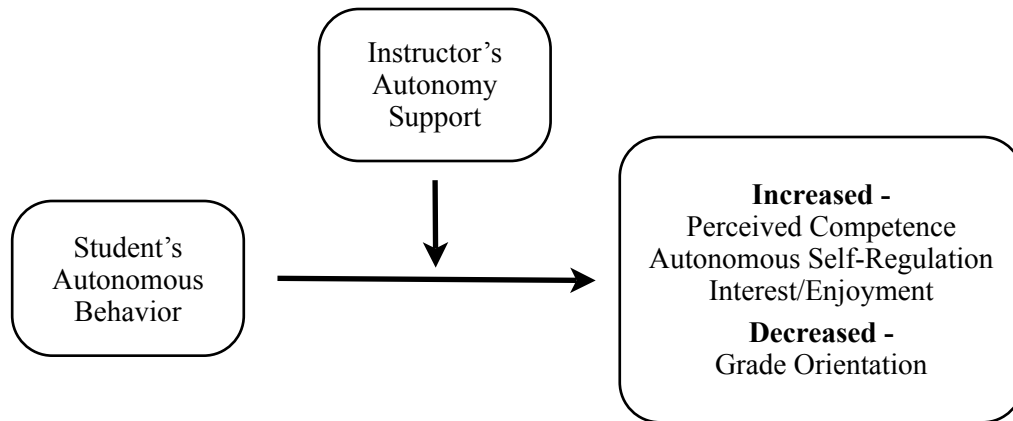 Instructor’s
Autonomy
Support
Student’s
Autonomous
Behavior
Increased -
Perceived Competence
Autonomous Self-Regulation
Interest/Enjoyment
Decreased -
Grade Orientation